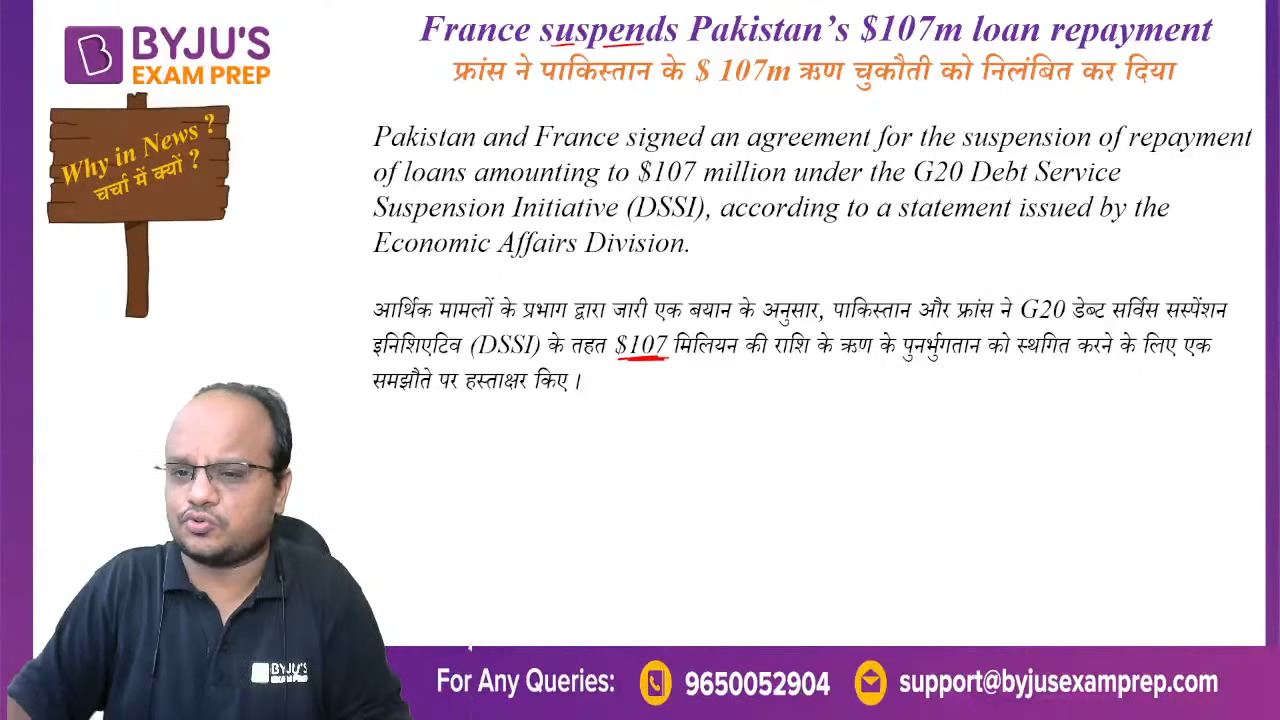 BYJU'S
EXAM PREP
France suspends Pakistan's $107m loan repayment
फ्रांस ने पाकिस्तान के $ 107m ऋण चुकौती को निलंबित कर दिया
Why in News ?
चर्चा में क्यों ?
Pakistan and France signed an agreement for the suspension of repayment
of loans amounting to $107 million under the G20 Debt Service
Suspension Initiative (DSSI), according to a statement issued by the
Economic Affairs Division.
आर्थिक मामलों के प्रभाग द्वारा जारी एक बयान के अनुसार, पाकिस्तान और फ्रांस ने G20 डेब्ट सर्विस सस्पेंशन
इनिशिएटिव (DSSI) के तहत $107 मिलियन की राशि के ऋण के पुनर्भुगतान को स्थगित करने के लिए एक
समझौते पर हस्ताक्षर किए।
BYJU'S
EXAM PREP
For Any Queries: 9650052904 support@byjusexamprep.com